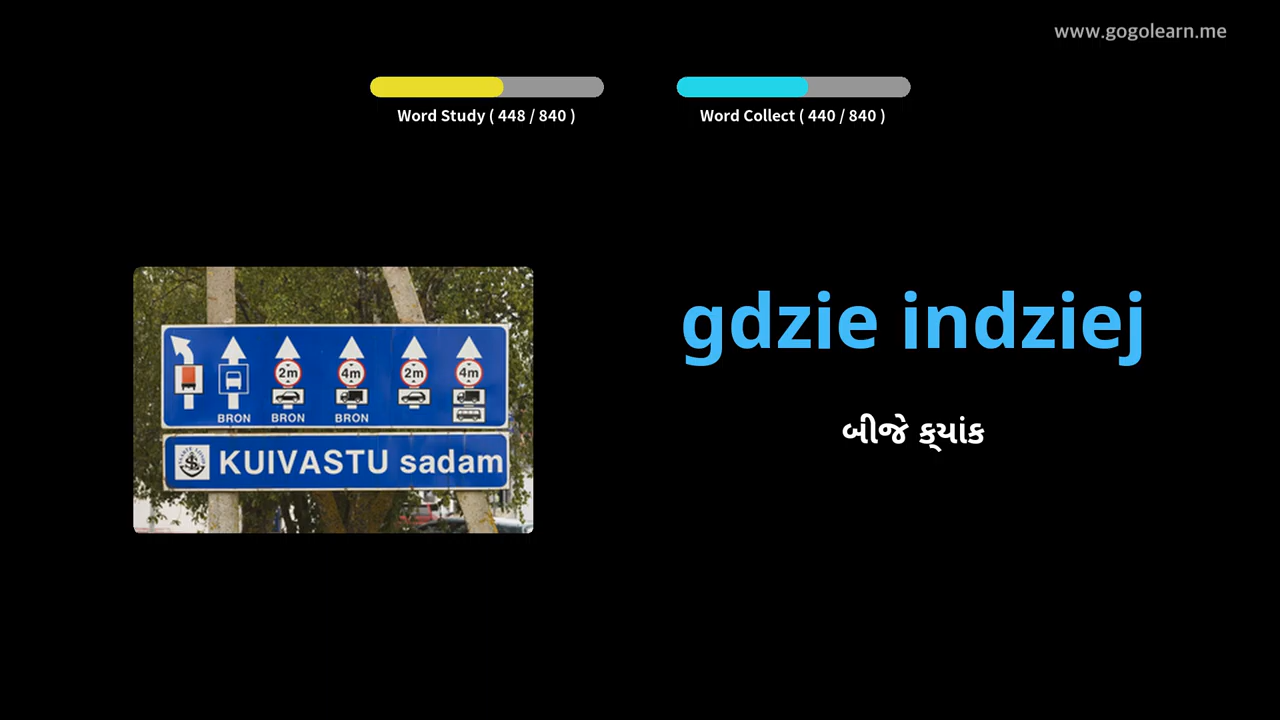 www.gogolearn.me
Word Study ( 448 / 840 )
Word Collect ( 440 / 840 )
gdzie indziej
બીજે ક્યાંક
2m 4m 2m 4m
BRON BRON BRON
KUIVASTU sadam